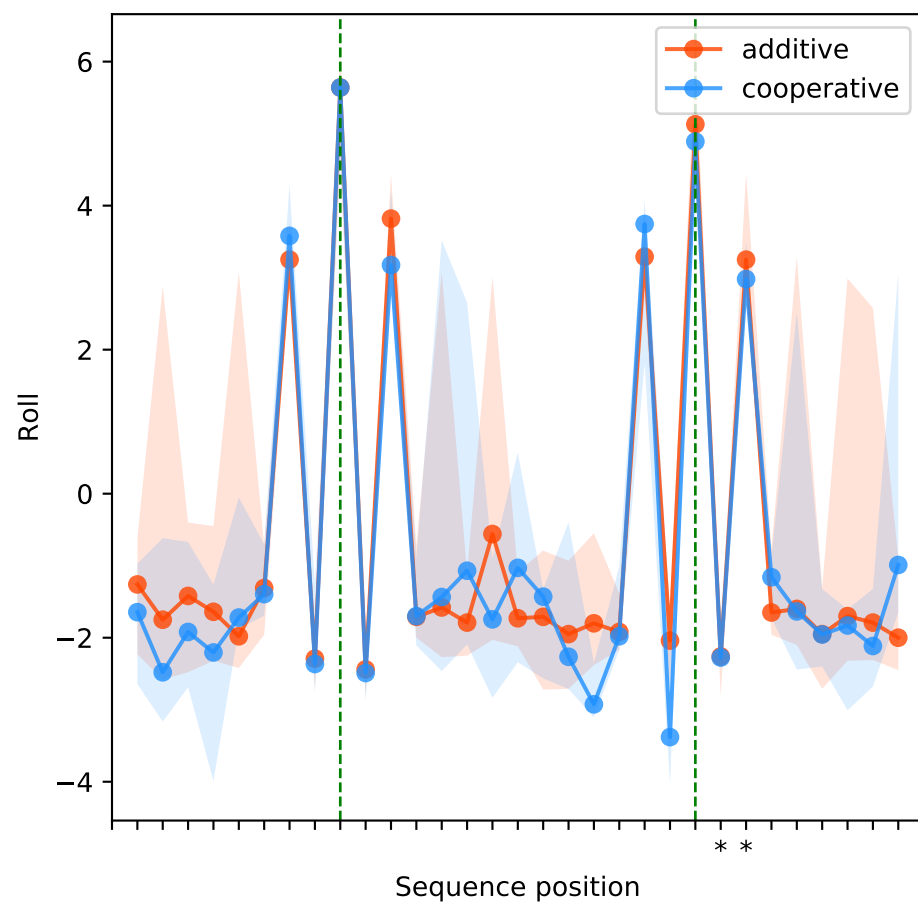 additive
cooperative
6
4
2
0
−2
−4
Roll
* *
Sequence position